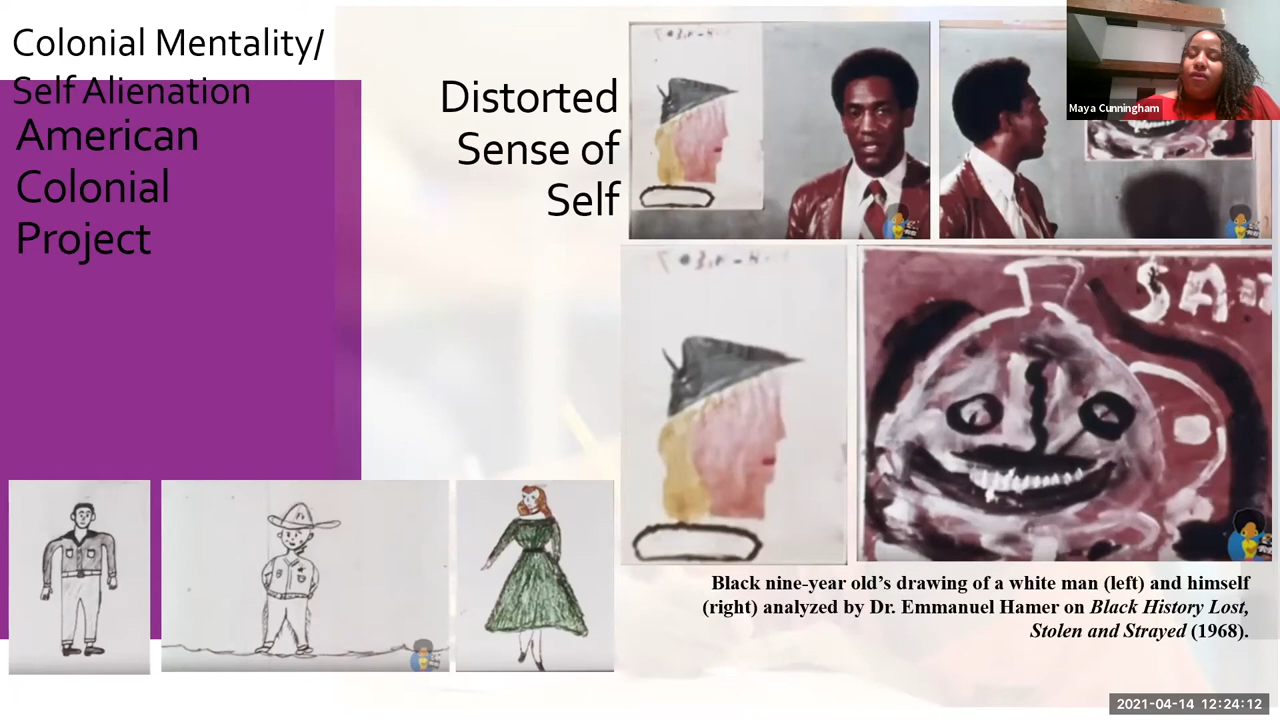 Colonial Mentality/
Self Alienation
American
Colonial
Project
Distorted
Sense of
Self
Maya Cunningham
Black nine-year old's drawing of a white man (left) and himself
(right) analyzed by Dr. Emmanuel Hamer on Black History Lost,
Stolen and Strayed (1968).
2021-04-14 12:24:12